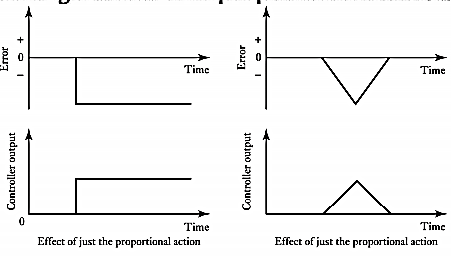 +
0
−
Error
Time
+
0
−
Error
Time
Controller output
0
Time
Effect of just the proportional action
Controller output
Time
Effect of just the proportional action